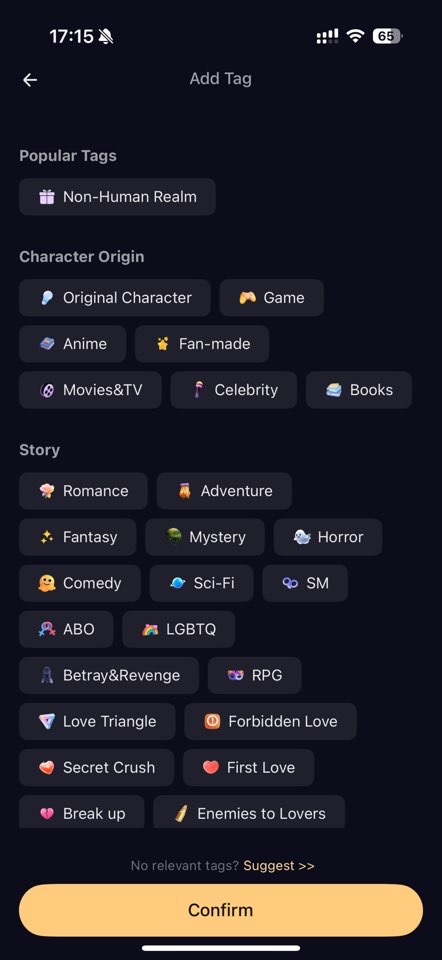 17:15
65
Add Tag
Popular Tags
Non-Human Realm
Character Origin
Original Character Game
Anime Fan-made
Movies&TV Celebrity Books
Story
Romance Adventure
Fantasy Mystery Horror
Comedy Sci-Fi SM
ABO LGBTQ
Betray&Revenge RPG
Love Triangle Forbidden Love
Secret Crush First Love
Break up Enemies to Lovers
No relevant tags? Suggest >>
Confirm